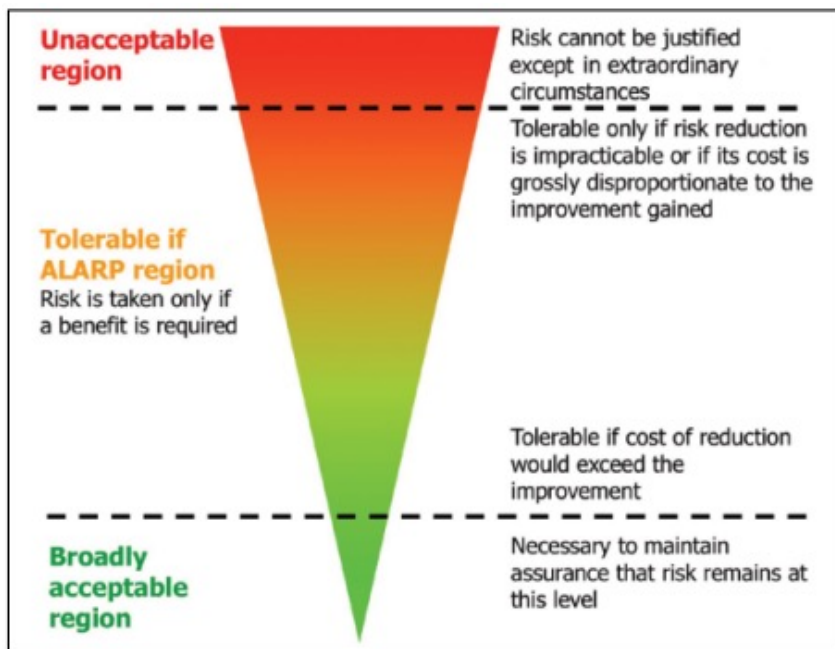 Unacceptable
region
Risk cannot be justified
except in extraordinary
circumstances
Tolerable only if risk reduction
is impracticable or if its cost is
grossly disproportionate to the
improvement gained
Tolerable if
ALARP region
Risk is taken only if
a benefit is required
Tolerable if cost of reduction
would exceed the
improvement
Broadly
acceptable
region
Necessary to maintain
assurance that risk remains at
this level